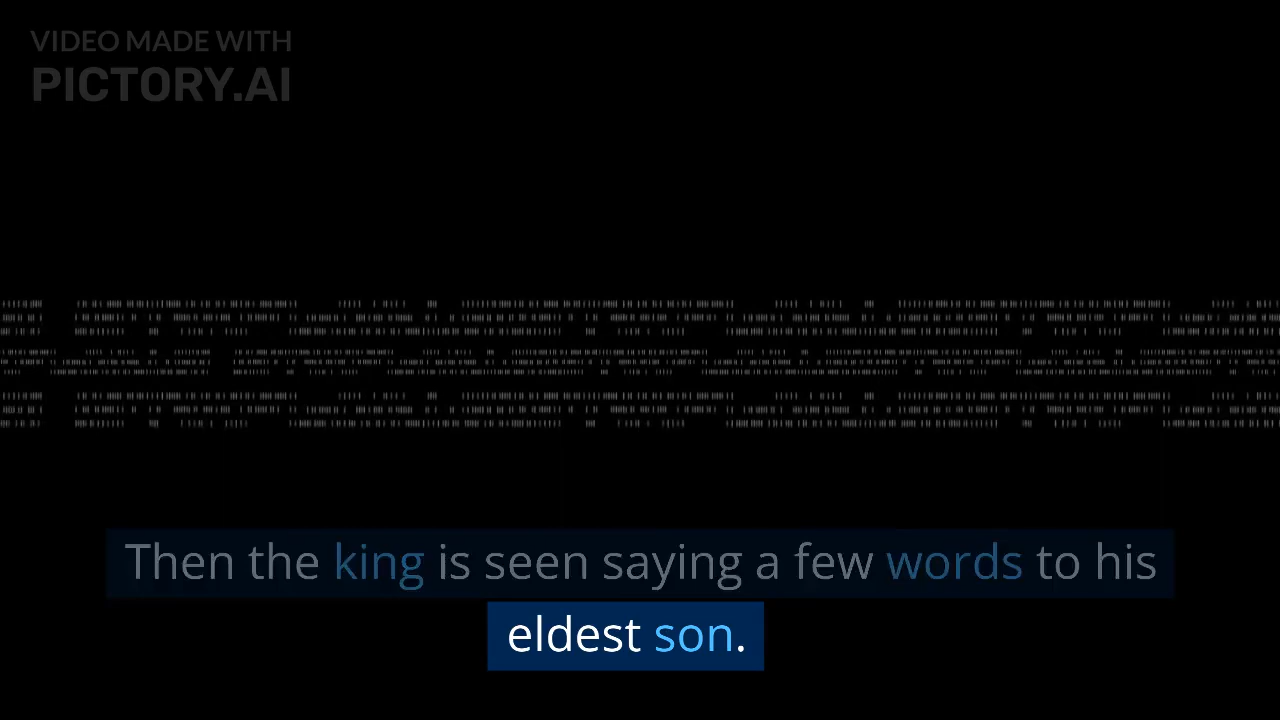 VIDEO MADE WITH
PICTORY.AI
Then the king is seen saying a few words to his
eldest son.